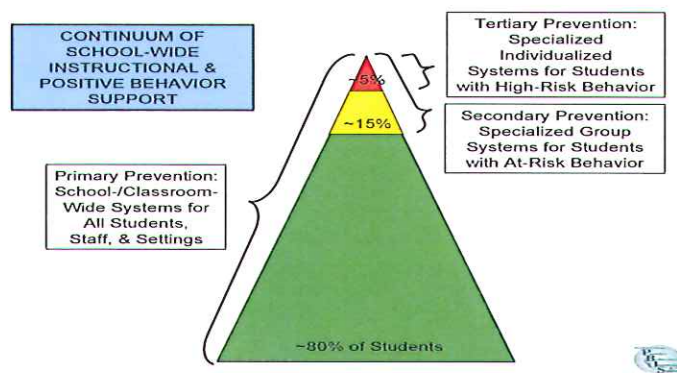 CONTINUUM OF
SCHOOL-WIDE
INSTRUCTIONAL &
POSITIVE BEHAVIOR
SUPPORT
Tertiary Prevention:
Specialized
Individualized
Systems for Students
with High-Risk Behavior
~5%
~15%
Secondary Prevention:
Specialized Group
Systems for Students
with At-Risk Behavior
Primary Prevention:
School-/Classroom-
Wide Systems for
All Students,
Staff, & Settings
~80% of Students